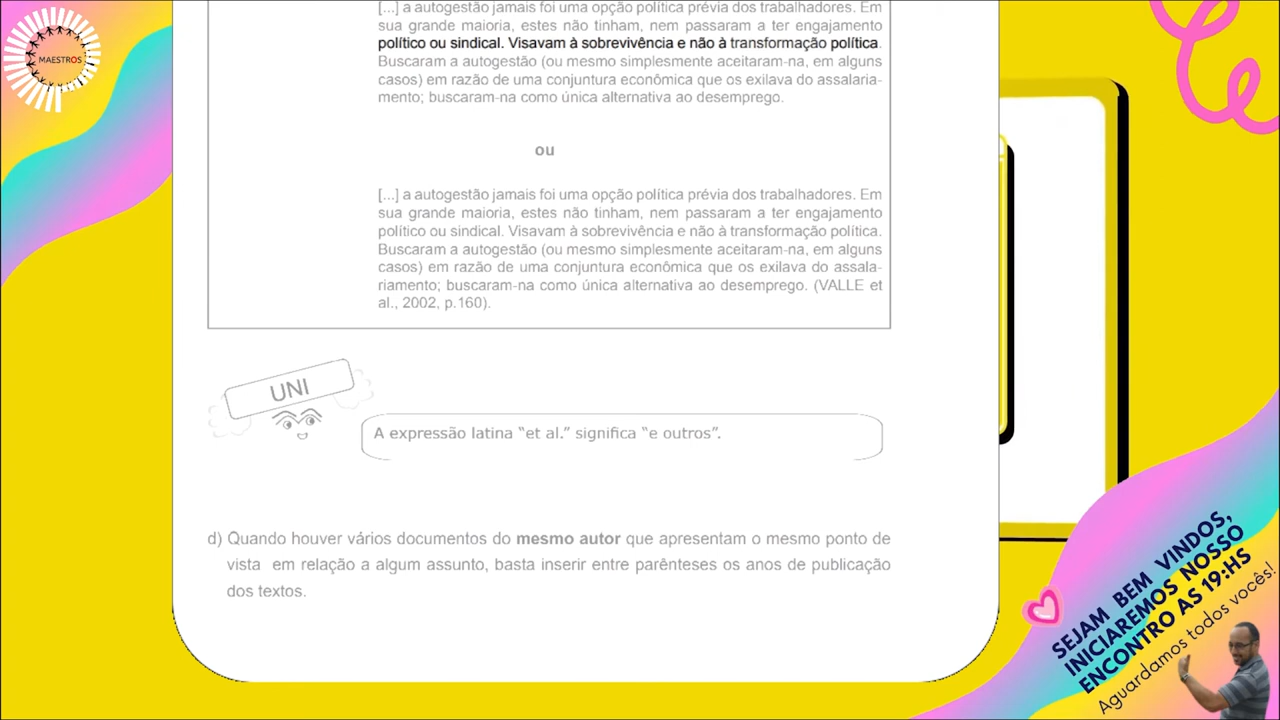 MAESTROS
[...] a autogestão jamais foi uma opção política prévia dos trabalhadores. Em
sua grande maioria, estes não tinham, nem passaram a ter engajamento
político ou sindical. Visavam à sobrevivência e não à transformação política.
Buscaram a autogestão (ou mesmo simplesmente aceitaram-na, em alguns
casos) em razão de uma conjuntura econômica que os exilava do assalaria-
mento; buscaram-na como única alternativa ao desemprego.
ou
[...] a autogestão jamais foi uma opção política prévia dos trabalhadores. Em
sua grande maioria, estes não tinham, nem passaram a ter engajamento
político ou sindical. Visavam à sobrevivência e não à transformação política.
Buscaram a autogestão (ou mesmo simplesmente aceitaram-na, em alguns
casos) em razão de uma conjuntura econômica que os exilava do assala-
riamento; buscaram-na como única alternativa ao desemprego. (VALLE et
al., 2002, p.160).
UNI
A expressão latina “et al.” significa “e outros”.
d) Quando houver vários documentos do mesmo autor que apresentam o mesmo ponto de
vista em relação a algum assunto, basta inserir entre parênteses os anos de publicação
dos textos.
SEJAM BEM VINDOS,
INICIAREMOS NOSSO
ENCONTRO AS 19:HS
Aguardamos todos vocês!